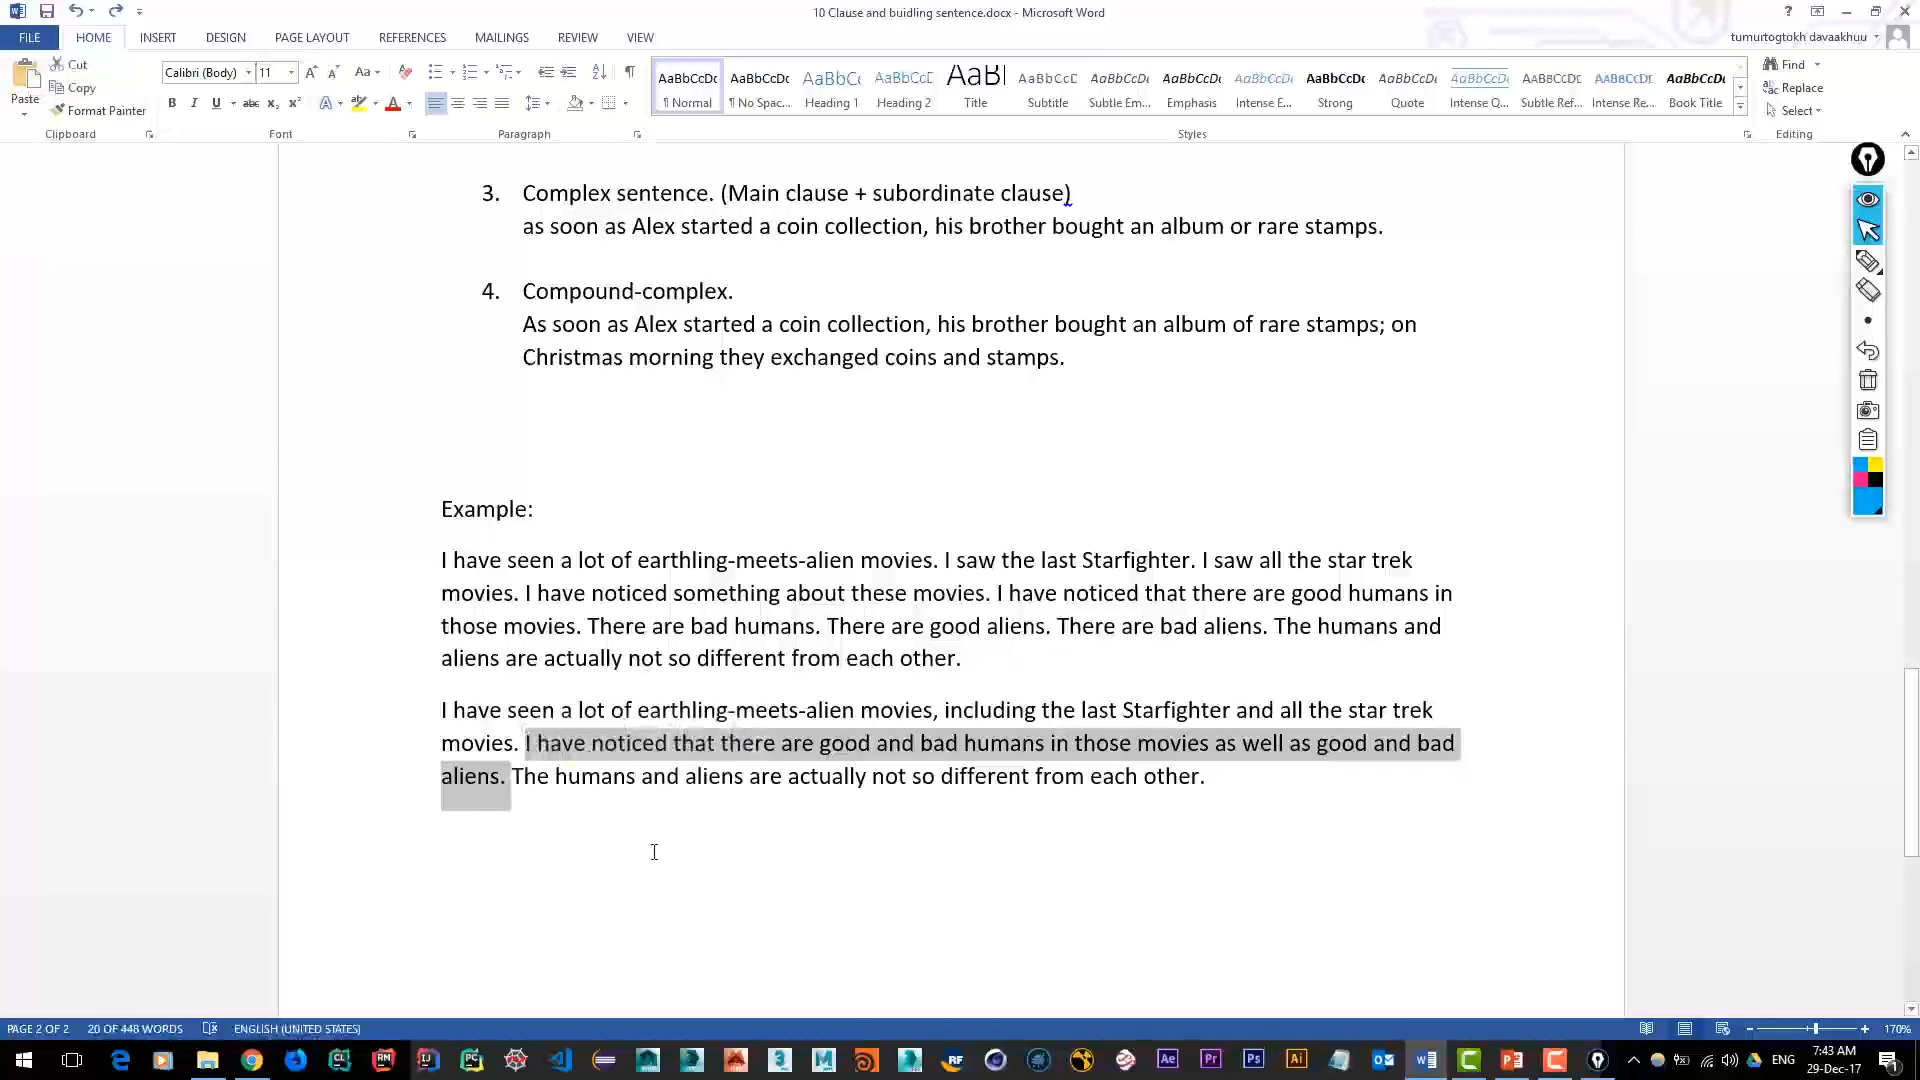 10 Clause and buidling sentence.docx - Microsoft Word
FILE HOME INSERT DESIGN PAGE LAYOUT REFERENCES MAILINGS REVIEW VIEW
tumurtogtokh davaakhuu
Paste
Cut
Copy
Format Painter
Clipboard
Calibri (Body) 11
Font
Paragraph
AaBbCcDc AaBbCcDc AaBbCc AaBbCcD AaBl AaBbCcD AaBbCcDc AaBbCcDc AaBbCcDc AaBbCcDc AaBbCcDc AaBbCcDc AABBCCDC AABBCCDC AaBbCcDc
¶ Normal ¶ No Spac... Heading 1 Heading 2 Title Subtitle Subtle Em... Emphasis Intense E... Strong Quote Intense Q... Subtle Ref... Intense Re... Book Title
Styles
Find
Replace
Select
Editing
3. Complex sentence. (Main clause + subordinate clause)
as soon as Alex started a coin collection, his brother bought an album or rare stamps.
4. Compound-complex.
As soon as Alex started a coin collection, his brother bought an album of rare stamps; on
Christmas morning they exchanged coins and stamps.
Example:
I have seen a lot of earthling-meets-alien movies. I saw the last Starfighter. I saw all the star trek
movies. I have noticed something about these movies. I have noticed that there are good humans in
those movies. There are bad humans. There are good aliens. There are bad aliens. The humans and
aliens are actually not so different from each other.
I have seen a lot of earthling-meets-alien movies, including the last Starfighter and all the star trek
movies. I have noticed that there are good and bad humans in those movies as well as good and bad
aliens. The humans and aliens are actually not so different from each other.
PAGE 2 OF 2 20 OF 448 WORDS ENGLISH (UNITED STATES) 170%
ENG
7:43 AM
29-Dec-17